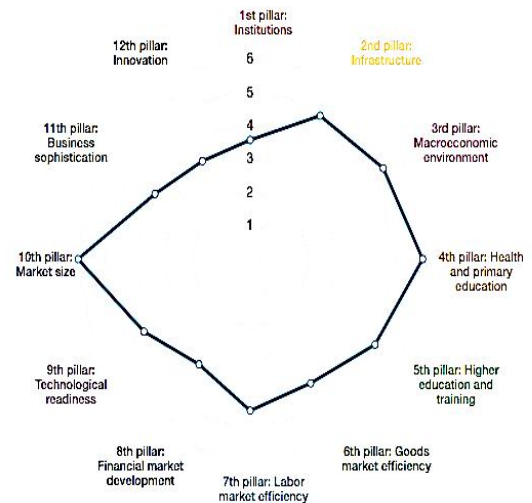 1st pillar:
Institutions
12th pillar:
Innovation
2nd pillar:
Infrastructure
6
5
4
3
2
1
11th pillar:
Business
sophistication
3rd pillar:
Macroeconomic
environment
10th pillar:
Market size
4th pillar: Health
and primary
education
9th pillar:
Technological
readiness
5th pillar: Higher
education and
training
8th pillar:
Financial market
development
7th pillar: Labor
market efficiency
6th pillar: Goods
market efficiency